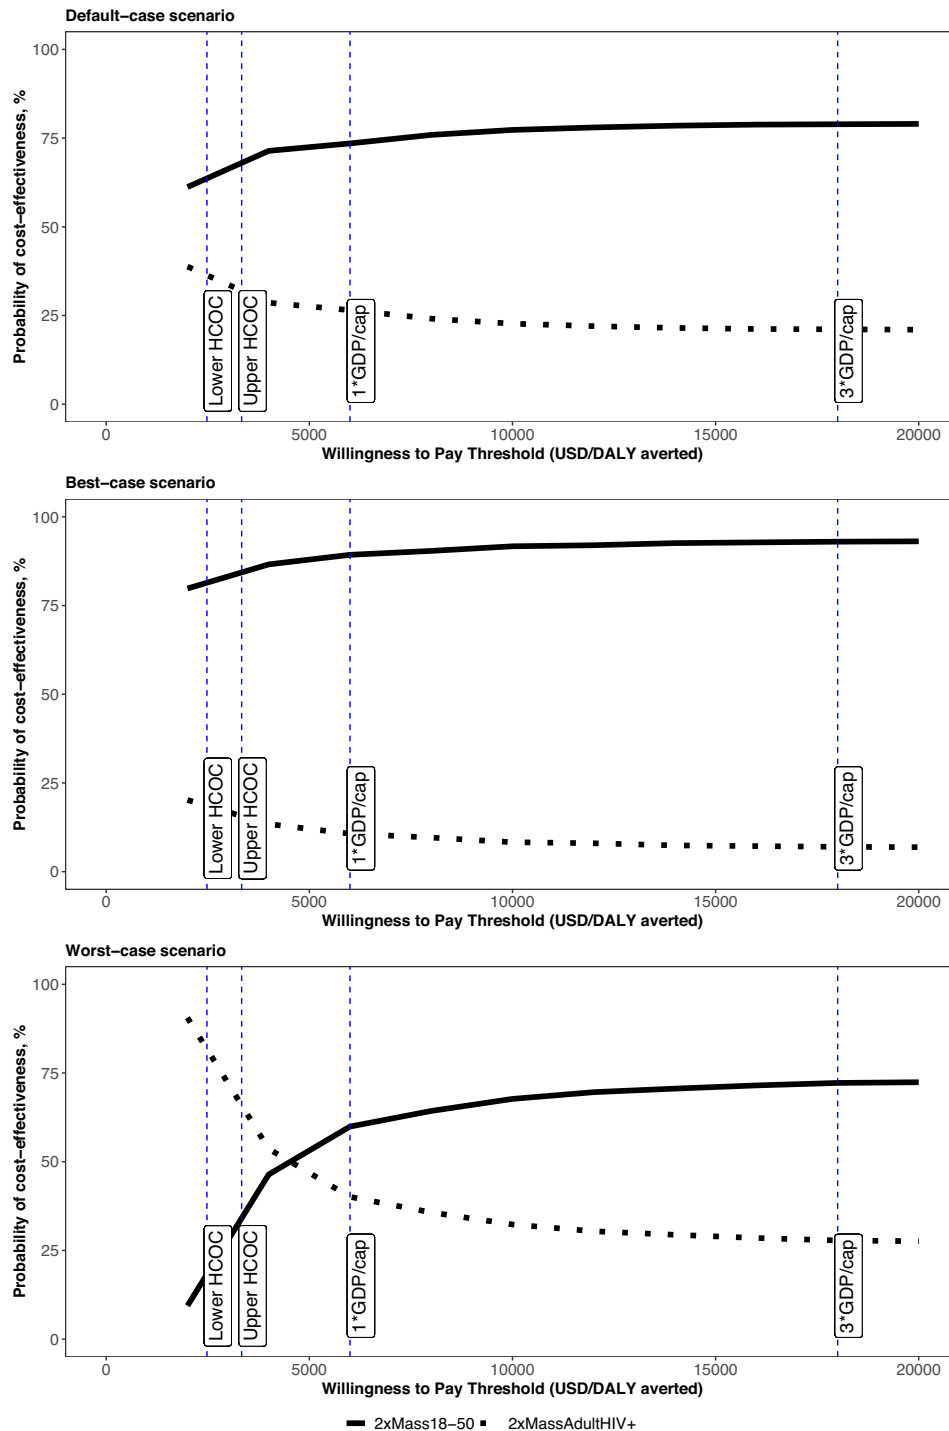 Default−case scenario
Probability of cost−effectiveness, %
100
75
50
25
0
Lower HCOC
Upper HCOC
1*GDP/cap
3*GDP/cap
0 5000 10000 15000 20000
Willingness to Pay Threshold (USD/DALY averted)
Best−case scenario
Probability of cost−effectiveness, %
100
75
50
25
0
Lower HCOC
Upper HCOC
1*GDP/cap
3*GDP/cap
0 5000 10000 15000 20000
Willingness to Pay Threshold (USD/DALY averted)
Worst−case scenario
Probability of cost−effectiveness, %
100
75
50
25
0
Lower HCOC
Upper HCOC
1*GDP/cap
3*GDP/cap
0 5000 10000 15000 20000
Willingness to Pay Threshold (USD/DALY averted)
2xMass18−50 2xMassAdultHIV+